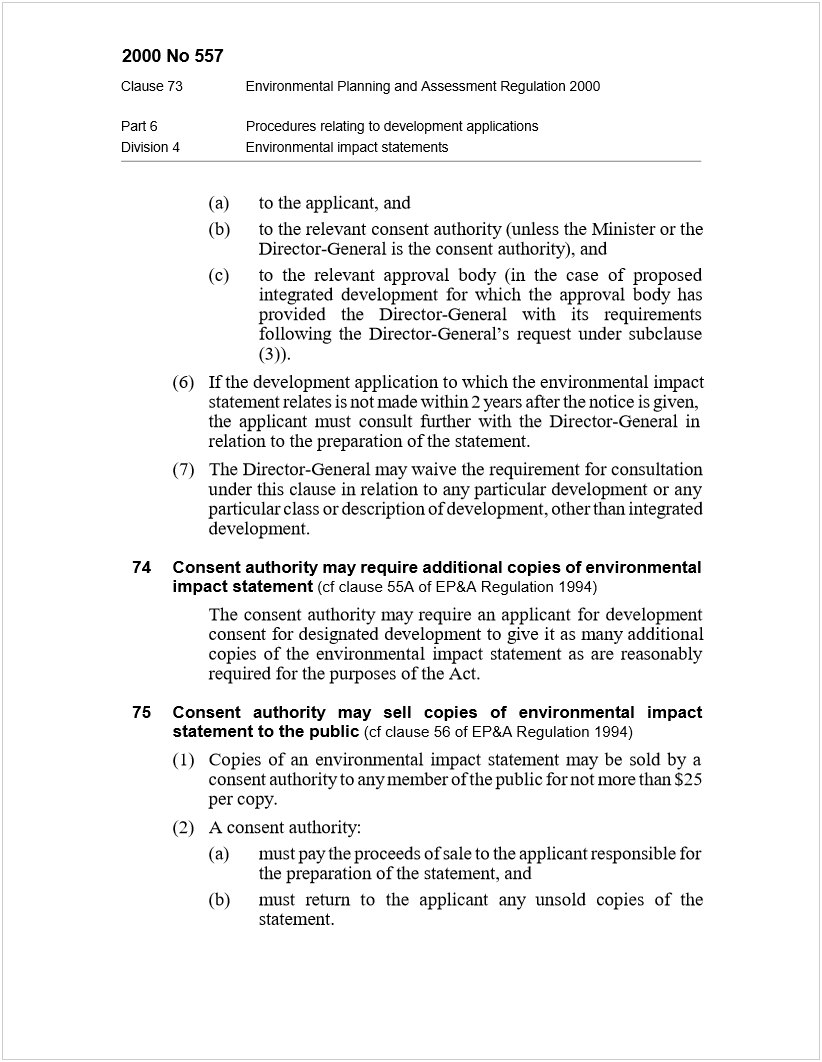 2000 No 557
Clause 73 Environmental Planning and Assessment Regulation 2000
Part 6 Procedures relating to development applications
Division 4 Environmental impact statements
(a) to the applicant, and
(b) to the relevant consent authority (unless the Minister or the
Director-General is the consent authority), and
(c) to the relevant approval body (in the case of proposed
integrated development for which the approval body has
provided the Director-General with its requirements
following the Director-General’s request under subclause
(3)).
(6) If the development application to which the environmental impact
statement relates is not made within 2 years after the notice is given,
the applicant must consult further with the Director-General in
relation to the preparation of the statement.
(7) The Director-General may waive the requirement for consultation
under this clause in relation to any particular development or any
particular class or description of development, other than integrated
development.
74 Consent authority may require additional copies of environmental
impact statement (cf clause 55A of EP&A Regulation 1994)
The consent authority may require an applicant for development
consent for designated development to give it as many additional
copies of the environmental impact statement as are reasonably
required for the purposes of the Act.
75 Consent authority may sell copies of environmental impact
statement to the public (cf clause 56 of EP&A Regulation 1994)
(1) Copies of an environmental impact statement may be sold by a
consent authority to any member of the public for not more than $25
per copy.
(2) A consent authority:
(a) must pay the proceeds of sale to the applicant responsible for
the preparation of the statement, and
(b) must return to the applicant any unsold copies of the
statement.